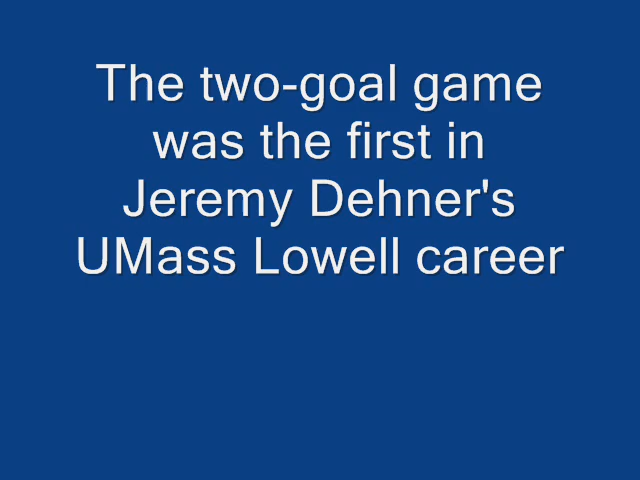 The two-goal game
was the first in
Jeremy Dehner's
UMass Lowell career